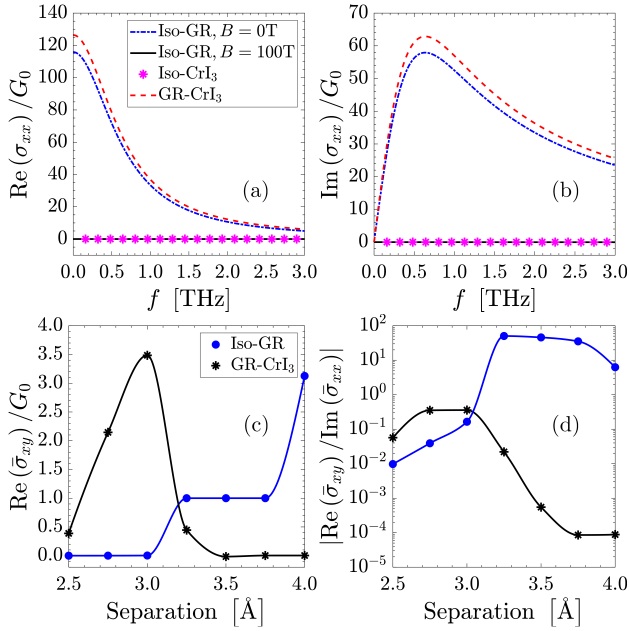 Re (σxx) /G0
140
120
100
80
60
40
20
0
Iso-GR, B = 0T
Iso-GR, B = 100T
Iso-CrI3
GR-CrI3
(a)
0.0 0.5 1.0 1.5 2.0 2.5 3.0
f [THz]
Im (σxx) /G0
70
60
50
40
30
20
10
0
(b)
0.0 0.5 1.0 1.5 2.0 2.5 3.0
f [THz]
Re (σ̄xy) /G0
4.0
3.5
3.0
2.5
2.0
1.5
1.0
0.5
0.0
Iso-GR
GR-CrI3
(c)
2.5 3.0 3.5 4.0
Separation [Å]
|Re (σ̄xy) /Im (σ̄xx)|
10^2
10^1
10^0
10^−1
10^−2
10^−3
10^−4
10^−5
(d)
2.5 3.0 3.5 4.0
Separation [Å]